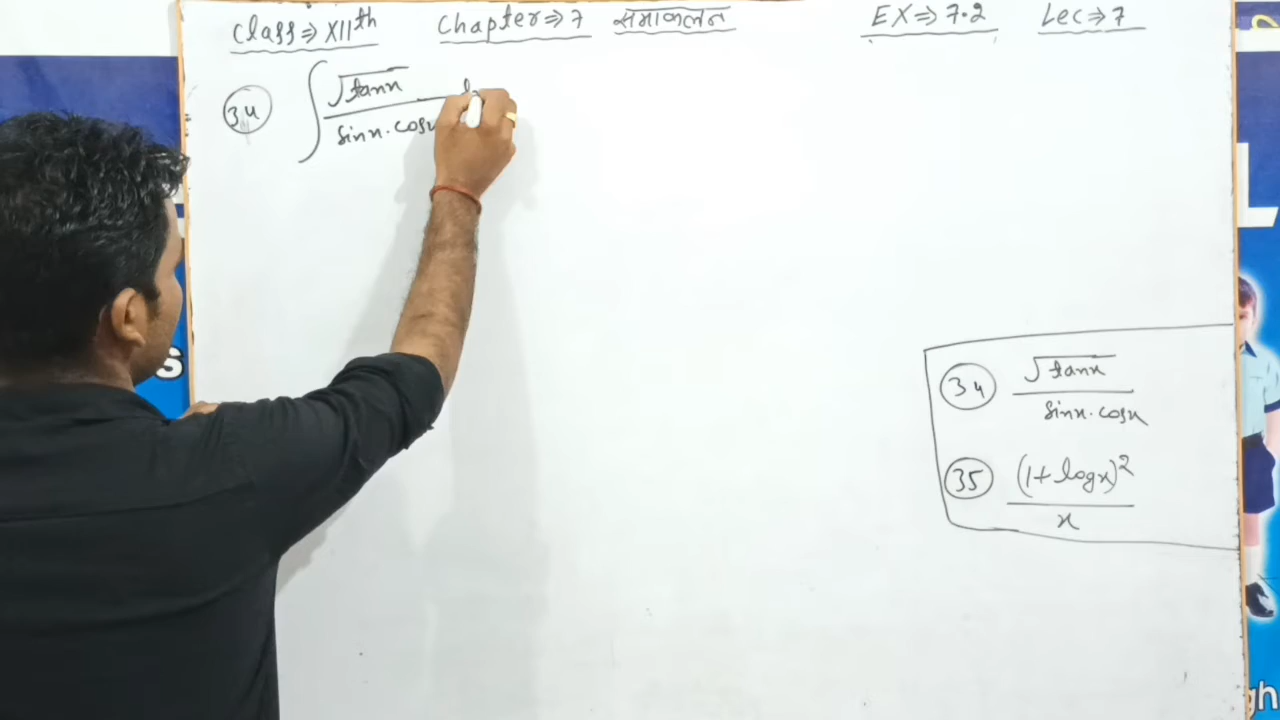 Class⇒ XIIth Chapter⇒ 7 समाकलन EX⇒ 7.2 Lec⇒ 7
34 ∫ √tanx / sinx.cosx
34 √tanx / sinx.cosx
35 (1+logx)² / x
L
s
gh